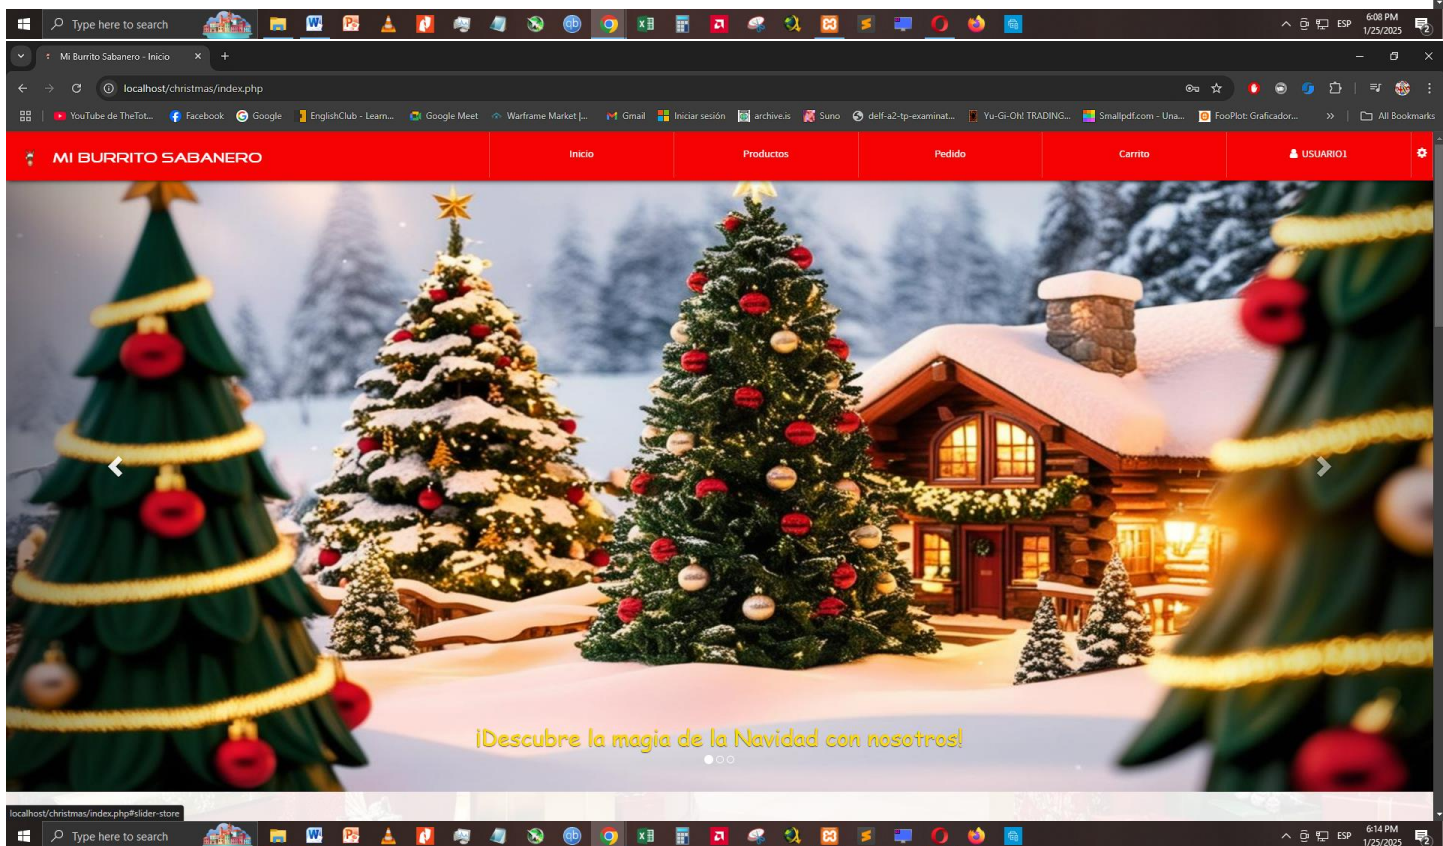 Type here to search
ESP
6:08 PM
1/25/2025
2
Mi Burrito Sabanero - Inicio
localhost/christmas/index.php
YouTube de TheTot... Facebook Google EnglishClub - Learn... Google Meet Warframe Market |... Gmail Iniciar sesión archive.is Suno delf-a2-tp-examinat... Yu-Gi-Oh! TRADING... Smallpdf.com - Una... FooPlot: Graficador... All Bookmarks
MI BURRITO SABANERO Inicio Productos Pedido Carrito USUARIO1
¡Descubre la magia de la Navidad con nosotros!
localhost/christmas/index.php#slider-store
Type here to search
ESP
6:14 PM
1/25/2025
2